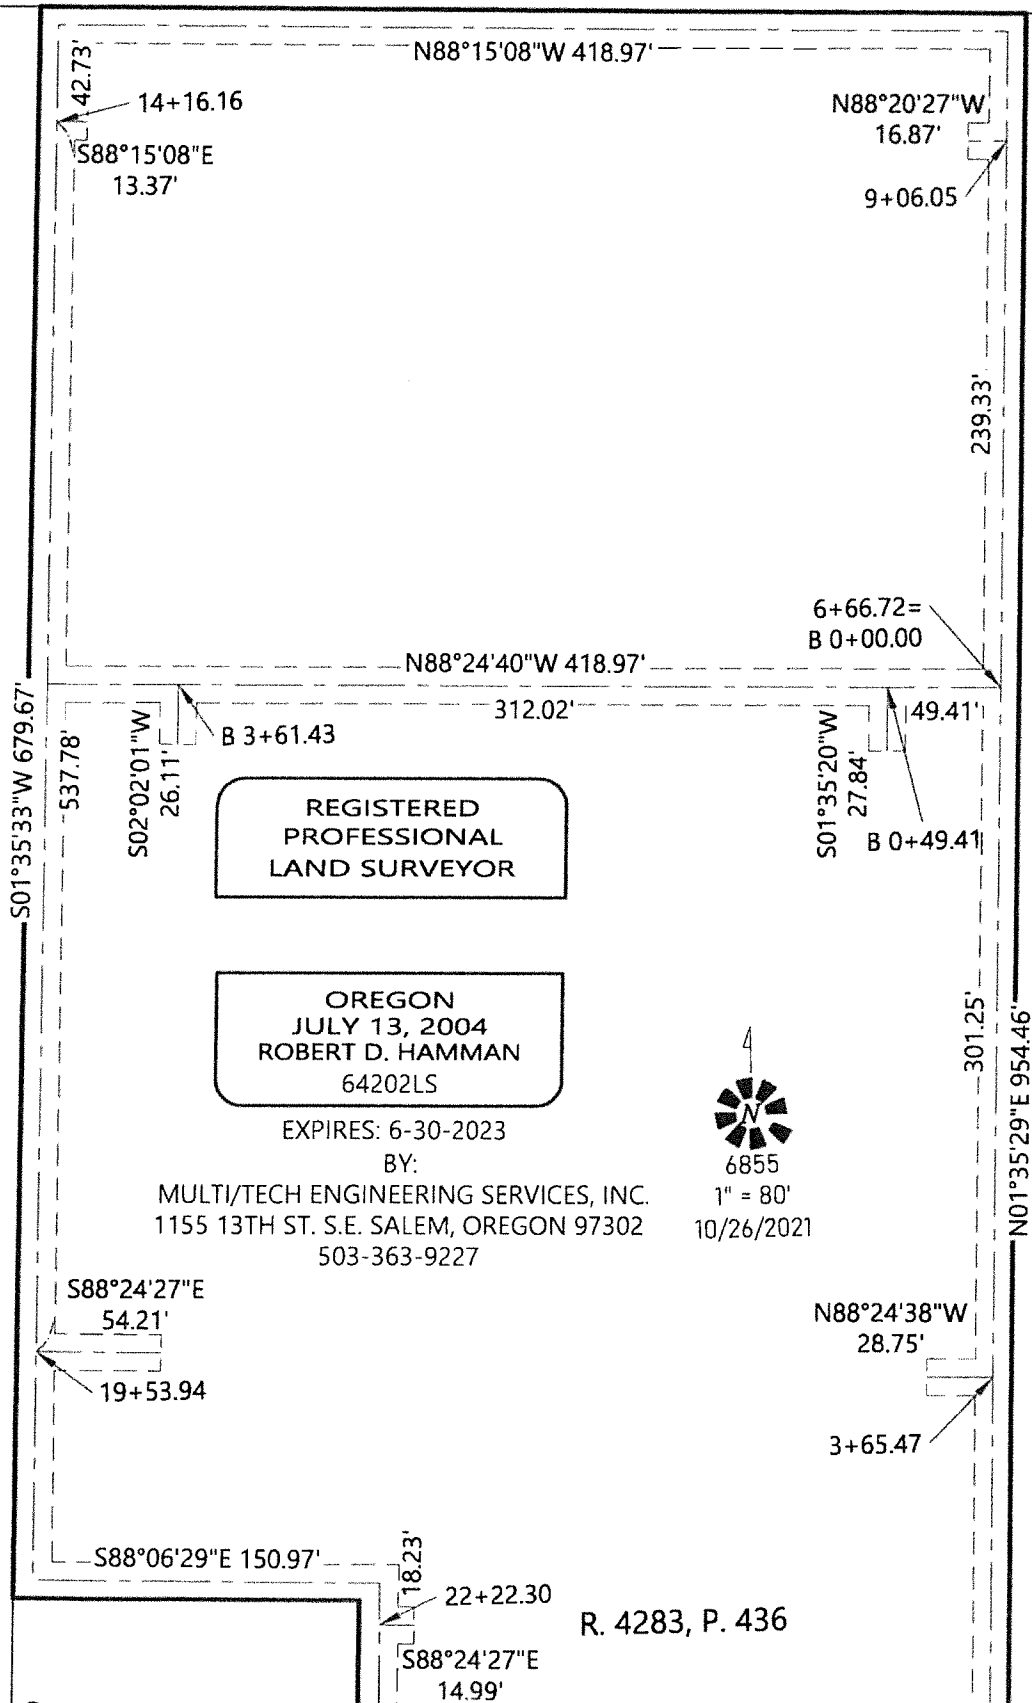 N88°15'08"W 418.97'
42.73'
14+16.16
S88°15'08"E
13.37'
N88°20'27"W
16.87'
9+06.05
239.33'
6+66.72=
B 0+00.00
N88°24'40"W 418.97'
312.02'
49.41'
S01°35'33"W 679.67'
537.78'
S02°02'01"W
26.11'
B 3+61.43
S01°35'20"W
27.84'
B 0+49.41
REGISTERED
PROFESSIONAL
LAND SURVEYOR
OREGON
JULY 13, 2004
ROBERT D. HAMMAN
64202LS
EXPIRES: 6-30-2023
BY:
MULTI/TECH ENGINEERING SERVICES, INC.
1155 13TH ST. S.E. SALEM, OREGON 97302
503-363-9227
N
6855
1" = 80'
10/26/2021
301.25'
N01°35'29"E 954.46'
S88°24'27"E
54.21'
19+53.94
N88°24'38"W
28.75'
3+65.47
S88°06'29"E 150.97'
18.23'
22+22.30
R. 4283, P. 436
S88°24'27"E
14.99'